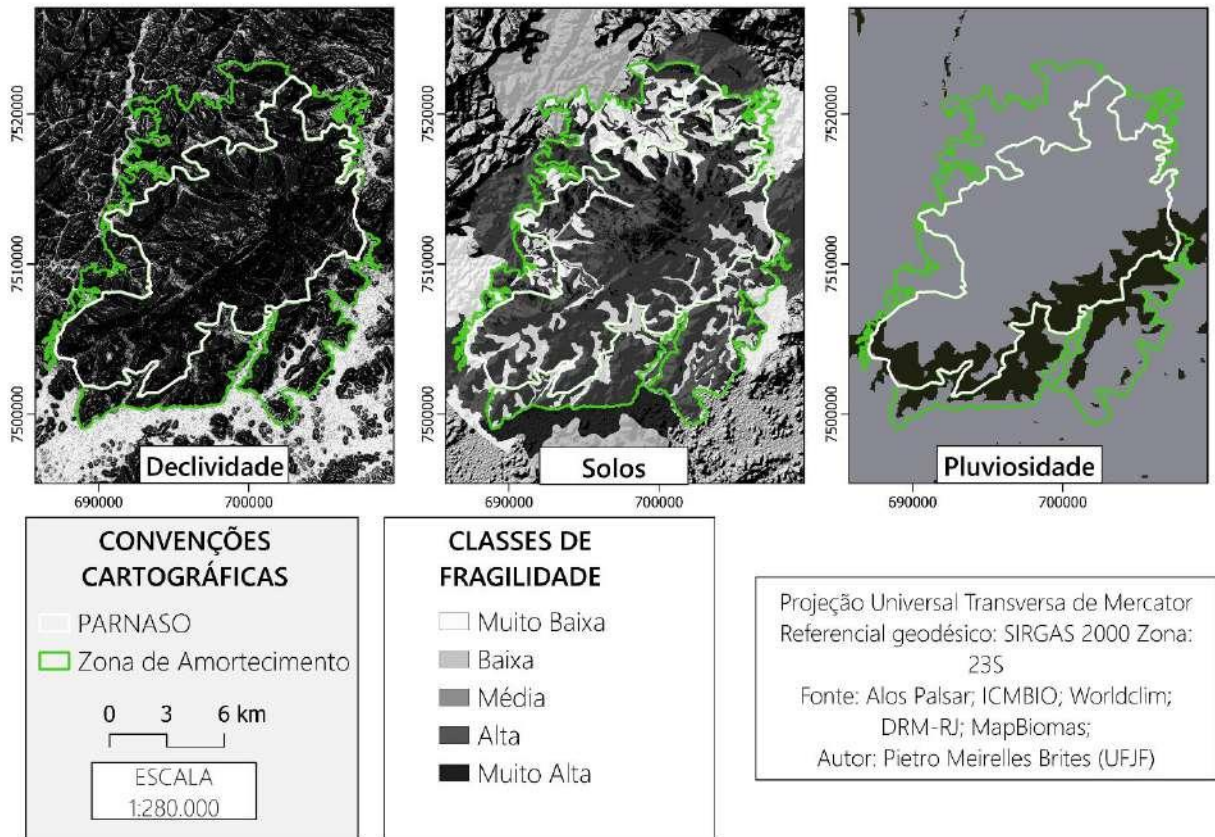 7520000
7510000
7500000
Declividade
690000
700000
7520000
7510000
7500000
Solos
690000
700000
7520000
7510000
7500000
Pluviosidade
690000
700000
CONVENÇÕES
CARTOGRÁFICAS
PARNASO
Zona de Amortecimento
0 3 6 km
ESCALA
1:280.000
CLASSES DE
FRAGILIDADE
Muito Baixa
Baixa
Média
Alta
Muito Alta
Projeção Universal Transversa de Mercator
Referencial geodésico: SIRGAS 2000 Zona:
23S
Fonte: Alos Palsar; ICMBIO; Worldclim;
DRM-RJ; MapBiomas;
Autor: Pietro Meirelles Brites (UFJF)